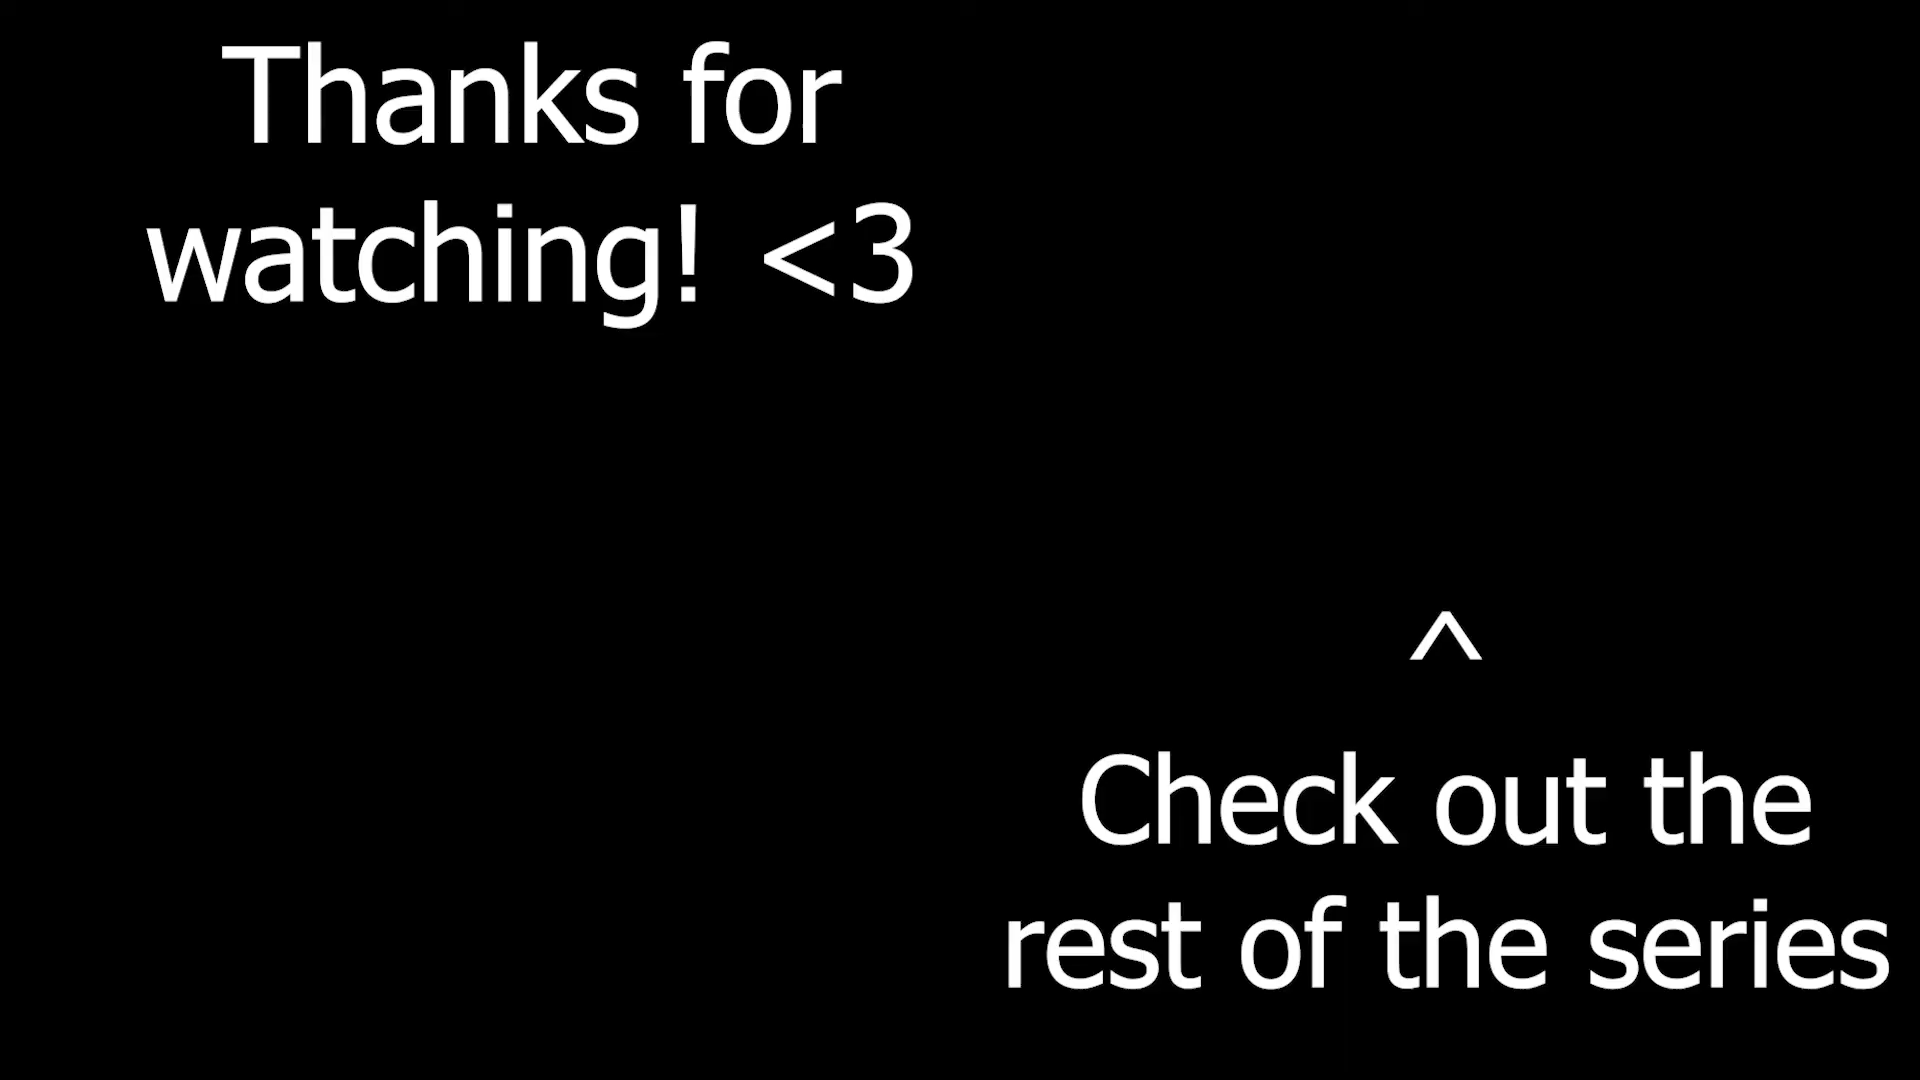 Thanks for
watching! <3
^
Check out the
rest of the series